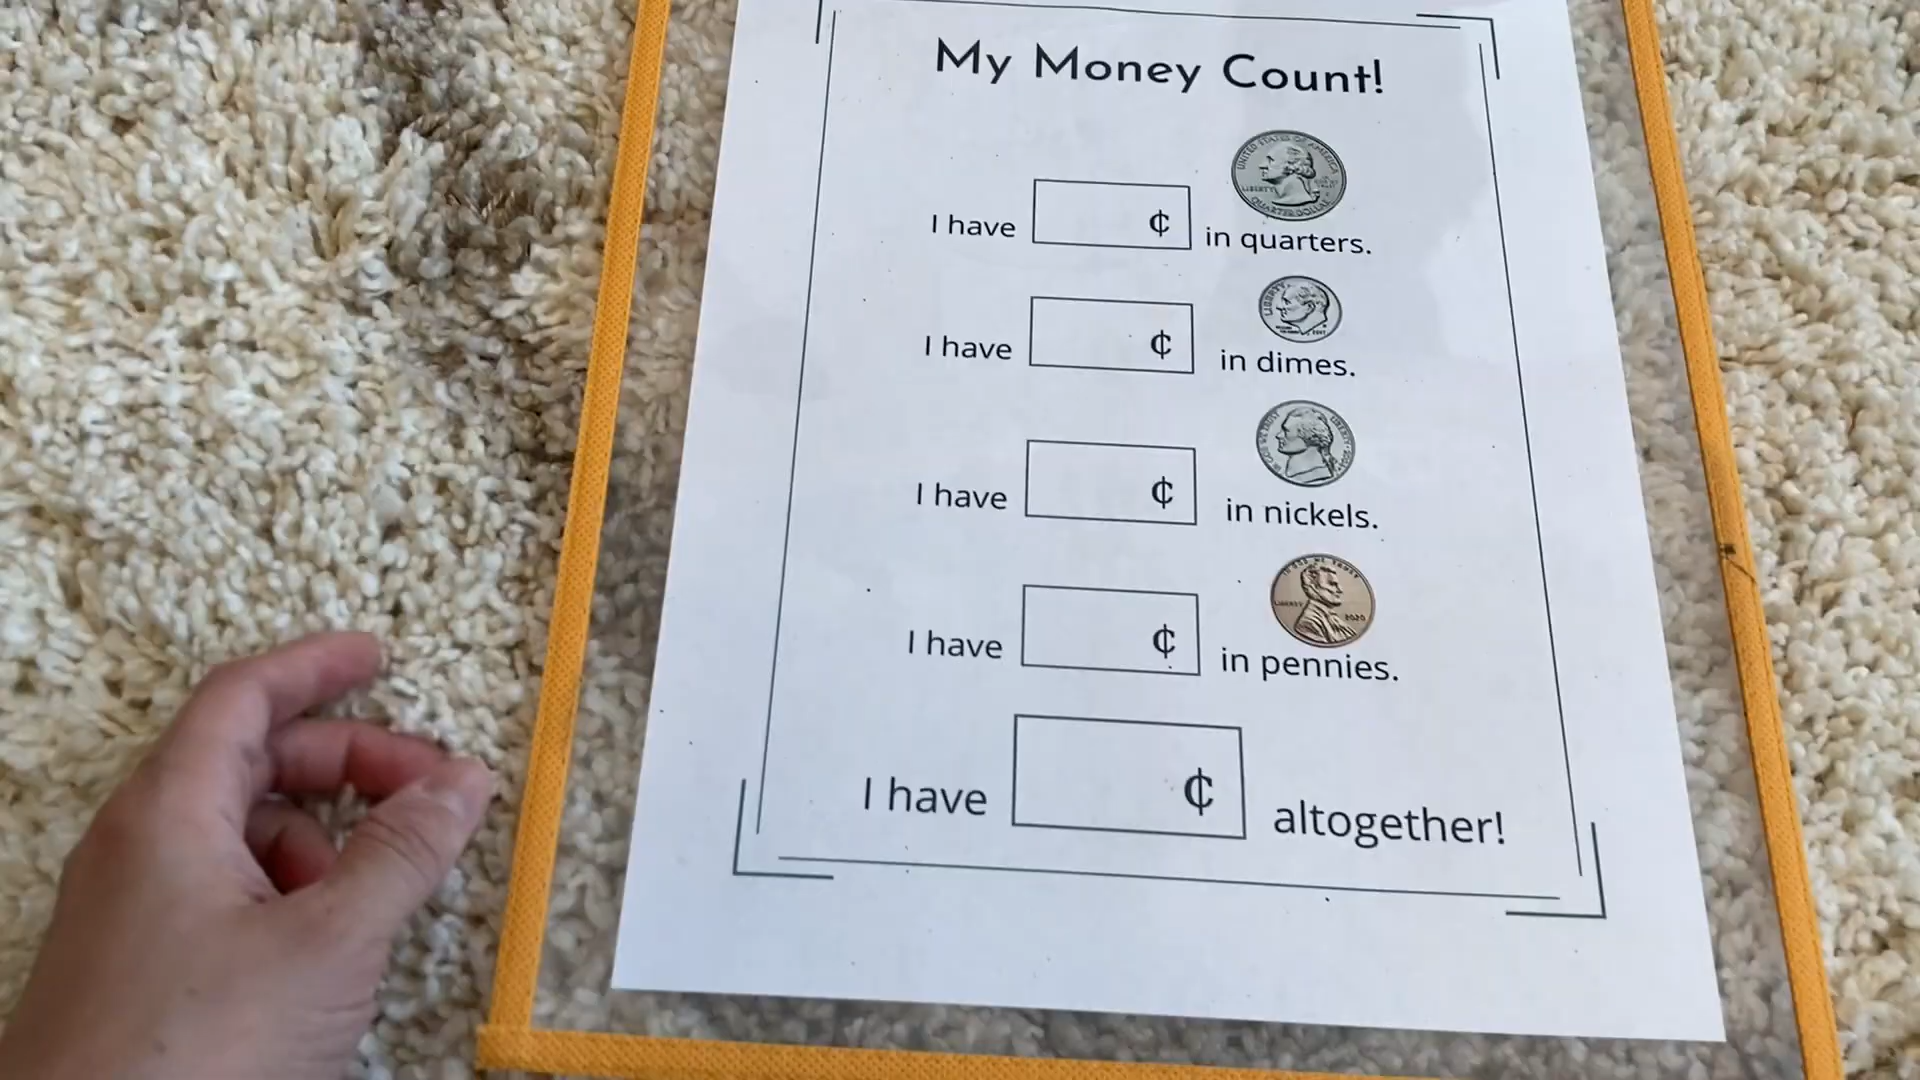 My Money Count!
I have ¢ in quarters.
I have ¢ in dimes.
I have ¢ in nickels.
I have ¢ in pennies.
I have ¢ altogether!